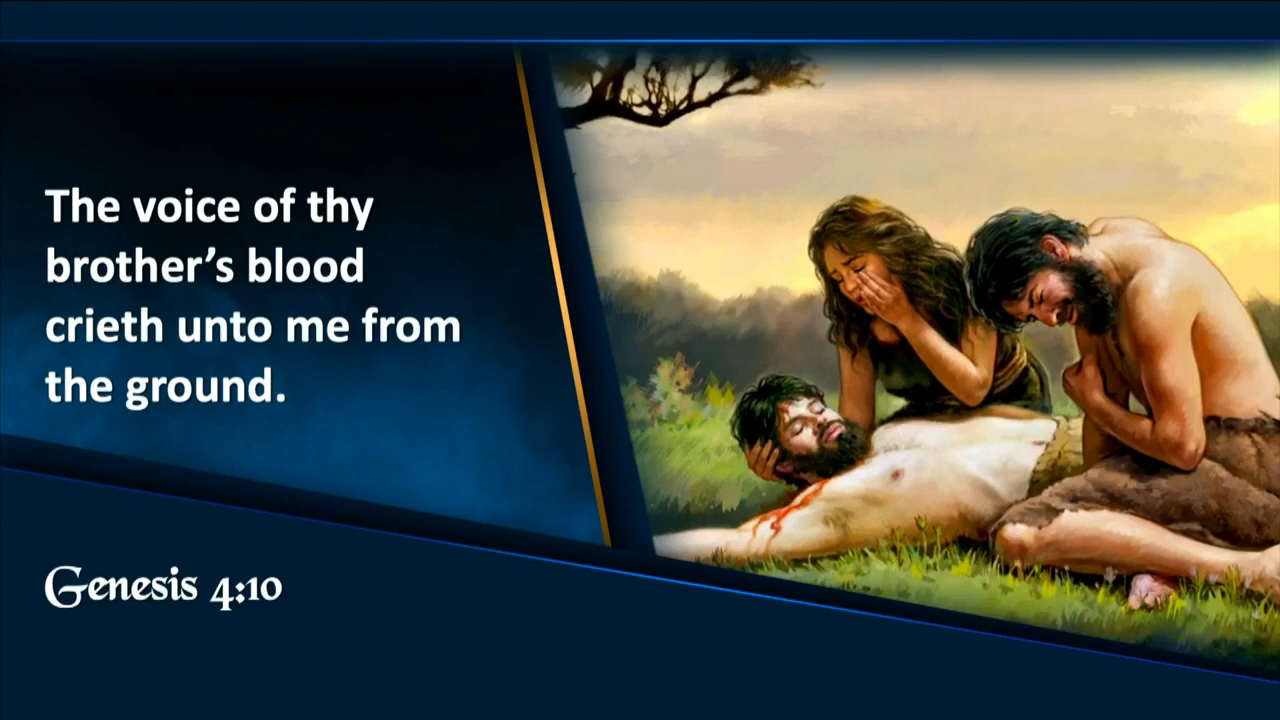 The voice of thy
brother’s blood
crieth unto me from
the ground.
Genesis 4:10